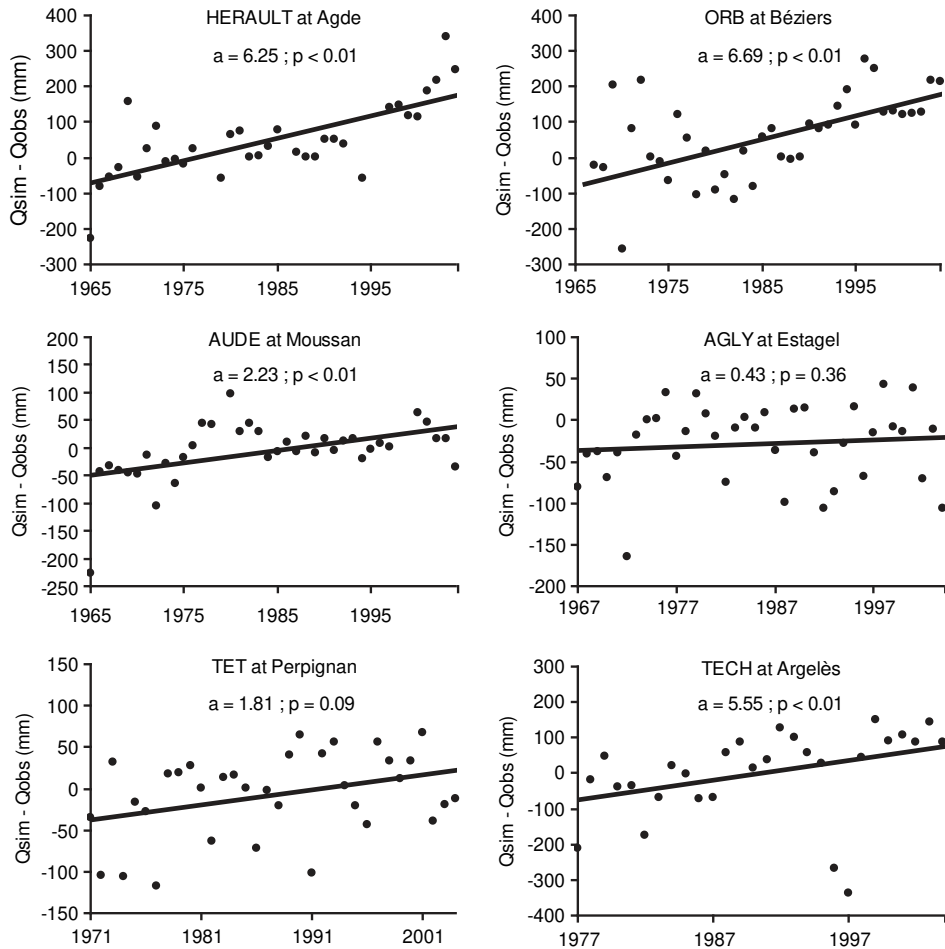 HERAULT at Agde
a = 6.25 ; p < 0.01
Qsim - Qobs (mm)
400
300
200
100
0
-100
-200
-300
1965 1975 1985 1995
ORB at Béziers
a = 6.69 ; p < 0.01
Qsim - Qobs (mm)
400
300
200
100
0
-100
-200
-300
1965 1975 1985 1995
AUDE at Moussan
a = 2.23 ; p < 0.01
Qsim - Qobs (mm)
200
150
100
50
0
-50
-100
-150
-200
-250
1965 1975 1985 1995
AGLY at Estagel
a = 0.43 ; p = 0.36
Qsim - Qobs (mm)
100
50
0
-50
-100
-150
-200
1967 1977 1987 1997
TET at Perpignan
a = 1.81 ; p = 0.09
Qsim - Qobs (mm)
150
100
50
0
-50
-100
-150
1971 1981 1991 2001
TECH at Argelès
a = 5.55 ; p < 0.01
Qsim - Qobs (mm)
300
200
100
0
-100
-200
-300
-400
1977 1987 1997